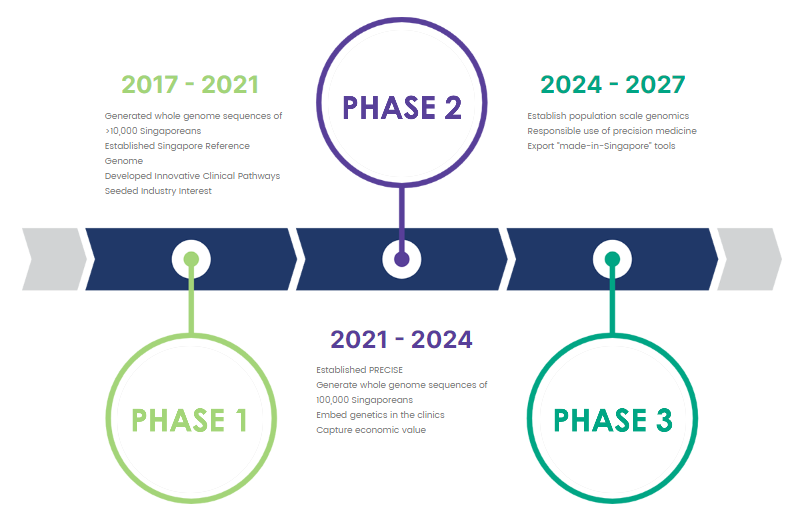 2017 - 2021
Generated whole genome sequences of
>10,000 Singaporeans
Established Singapore Reference
Genome
Developed Innovative Clinical Pathways
Seeded Industry Interest
PHASE 1
PHASE 2
2021 - 2024
Established PRECISE
Generate whole genome sequences of
100,000 Singaporeans
Embed genetics in the clinics
Capture economic value
2024 - 2027
Establish population scale genomics
Responsible use of precision medicine
Export "made-in-Singapore" tools
PHASE 3